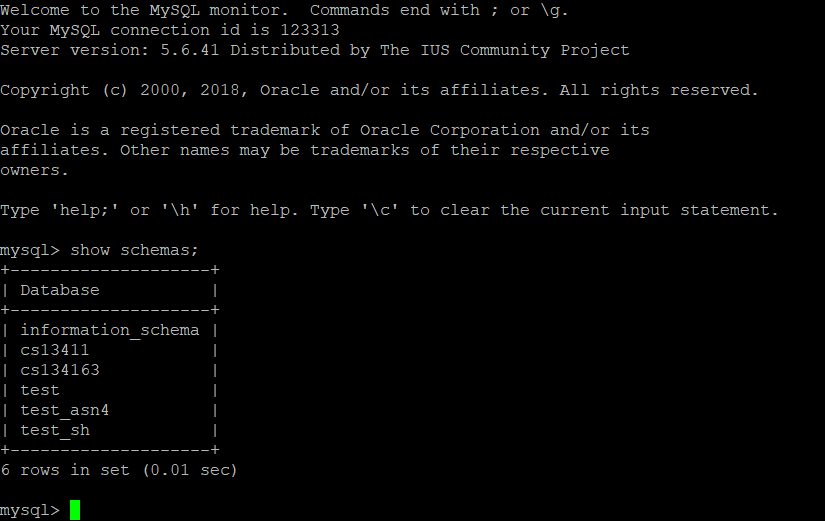 Welcome to the MySQL monitor.  Commands end with ; or \g.
Your MySQL connection id is 123313
Server version: 5.6.41 Distributed by The IUS Community Project
Copyright (c) 2000, 2018, Oracle and/or its affiliates. All rights reserved.
Oracle is a registered trademark of Oracle Corporation and/or its
affiliates. Other names may be trademarks of their respective
owners.
Type 'help;' or '\h' for help. Type '\c' to clear the current input statement.
mysql> show schemas;
+--------------------+
| Database           |
+--------------------+
| information_schema |
| cs13411            |
| cs134163           |
| test               |
| test_asn4          |
| test_sh            |
+--------------------+
6 rows in set (0.01 sec)
mysql>